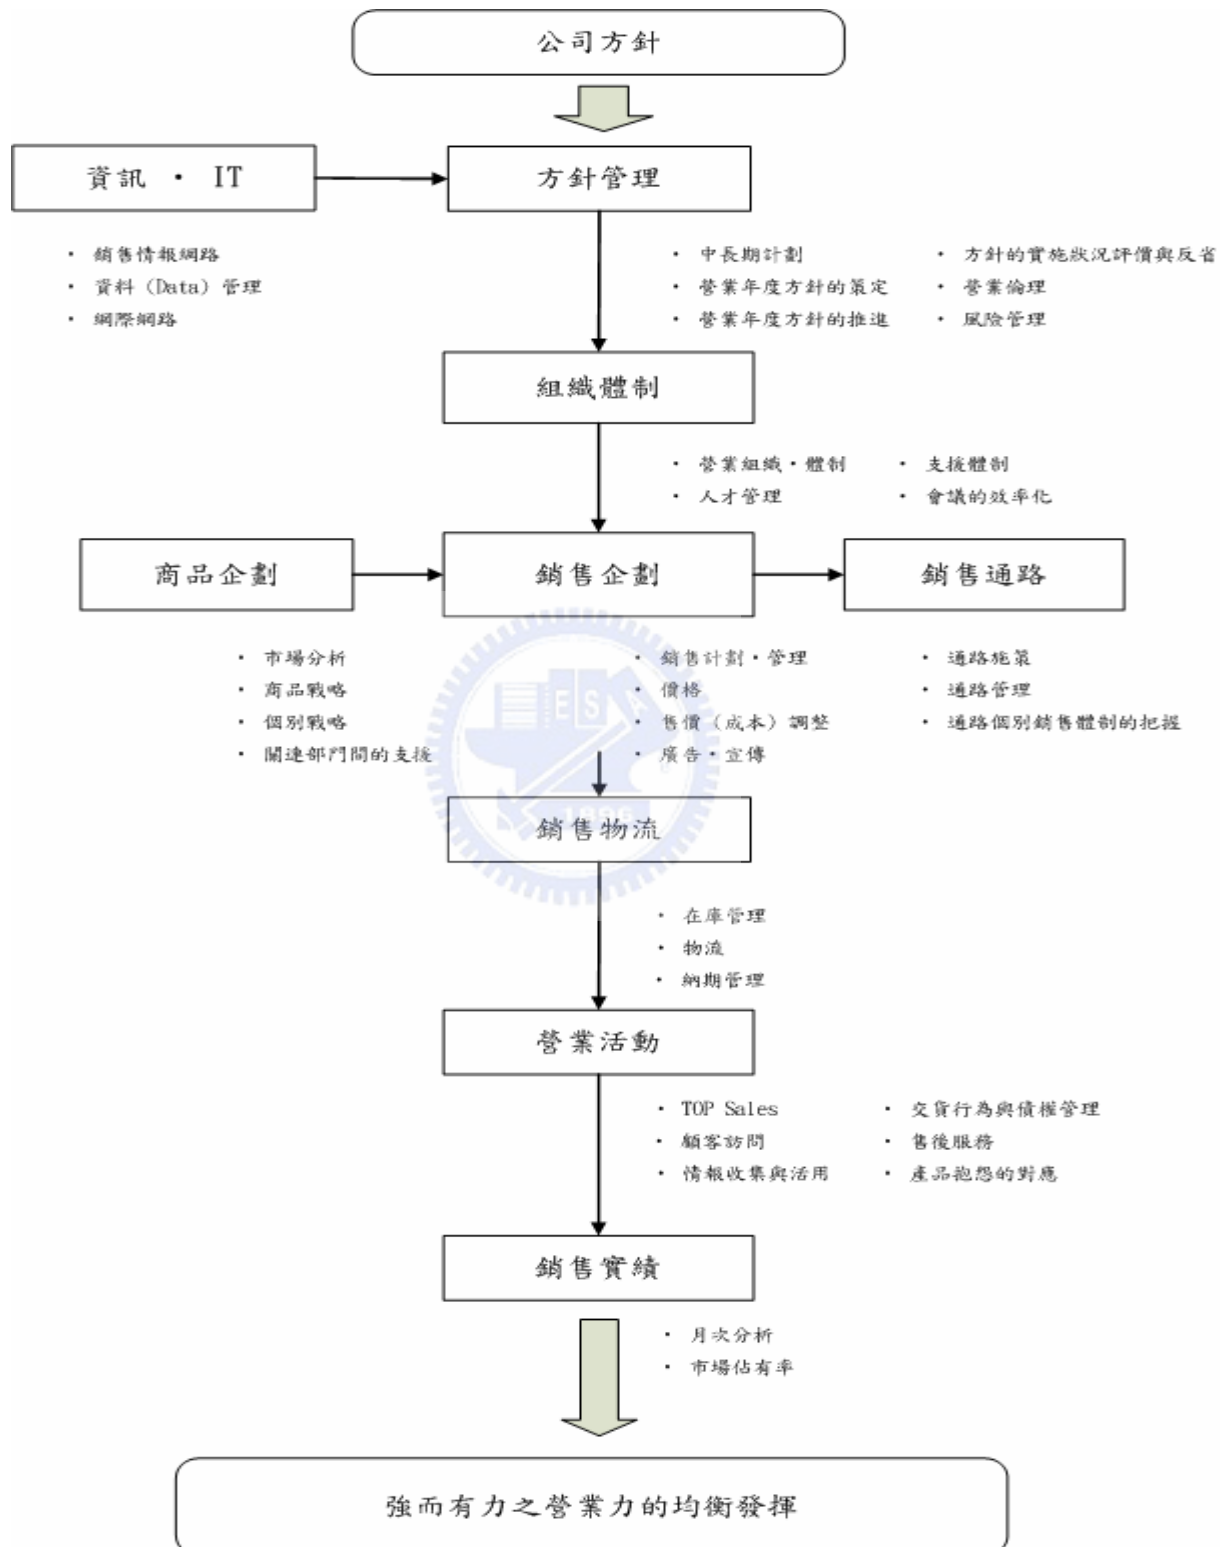 公司方針
資訊 · IT
方針管理
· 銷售情報網路
· 資料 (Data) 管理
· 網際網路
· 中長期計劃
· 營業年度方針的策定
· 營業年度方針的推進
· 方針的實施狀況評價與反省
· 營業倫理
· 風險管理
組織體制
· 營業組織·體制
· 人才管理
· 支援體制
· 會議的效率化
商品企劃
銷售企劃
銷售通路
· 市場分析
· 商品戰略
· 個別戰略
· 關連部門間的支援
· 銷售計劃·管理
· 價格
· 售價（成本）調整
· 廣告·宣傳
· 通路施策
· 通路管理
· 通路個別銷售體制的把握
ESA
1896
銷售物流
· 在庫管理
· 物流
· 納期管理
營業活動
· TOP Sales
· 顧客訪問
· 情報收集與活用
· 交貨行為與債權管理
· 售後服務
· 產品抱怨的對應
銷售實績
· 月次分析
· 市場佔有率
強而有力之營業力的均衡發揮